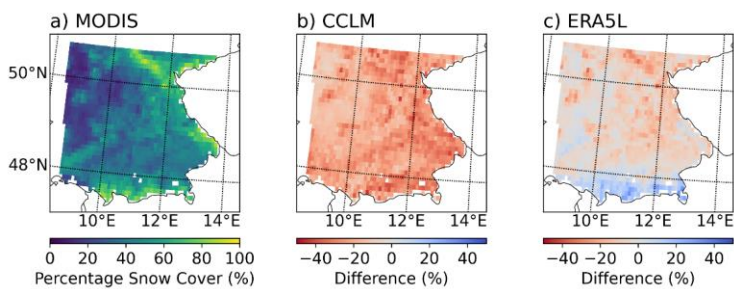 a) MODIS
b) CCLM
c) ERA5L
50°N
48°N
10°E 12°E 14°E
10°E 12°E 14°E
10°E 12°E 14°E
0 20 40 60 80 100
Percentage Snow Cover (%)
−40 −20 0 20 40
Difference (%)
−40 −20 0 20 40
Difference (%)